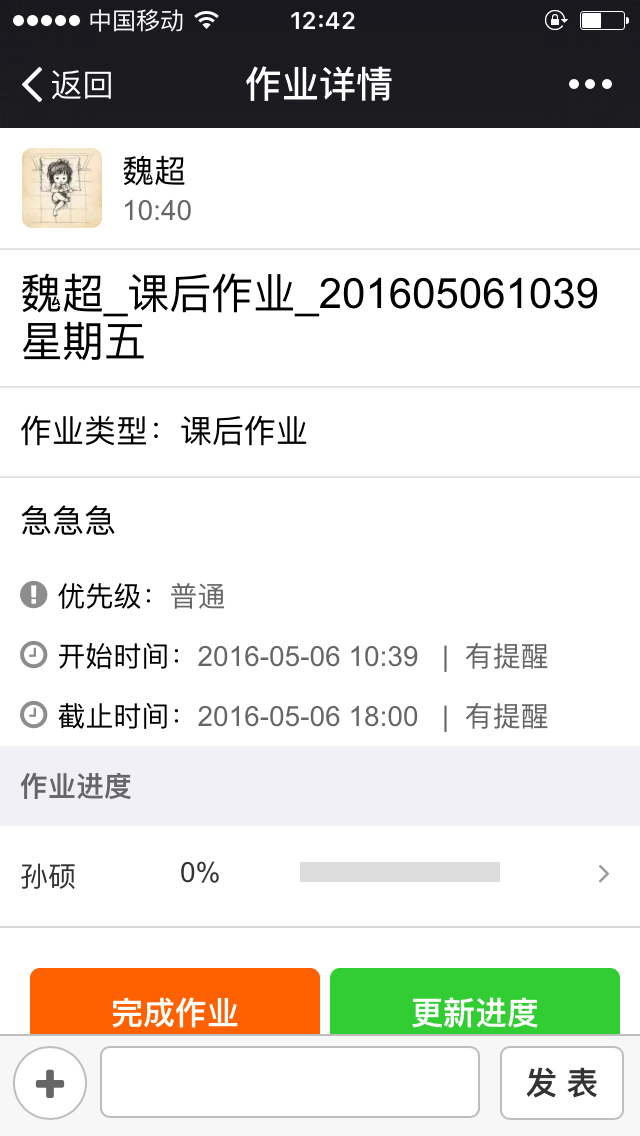 中国移动 12:42
返回 作业详情
魏超
10:40
魏超_课后作业_201605061039
星期五
作业类型：课后作业
急急急
优先级：普通
开始时间：2016-05-06 10:39 | 有提醒
截止时间：2016-05-06 18:00 | 有提醒
作业进度
孙硕 0%
完成作业 更新进度
发 表